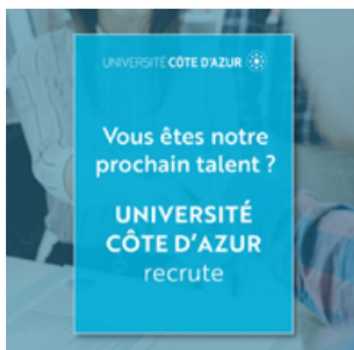 UNIVERSITÉ CÔTE D'AZUR
Vous êtes notre
prochain talent ?
UNIVERSITÉ
CÔTE D'AZUR
recrute